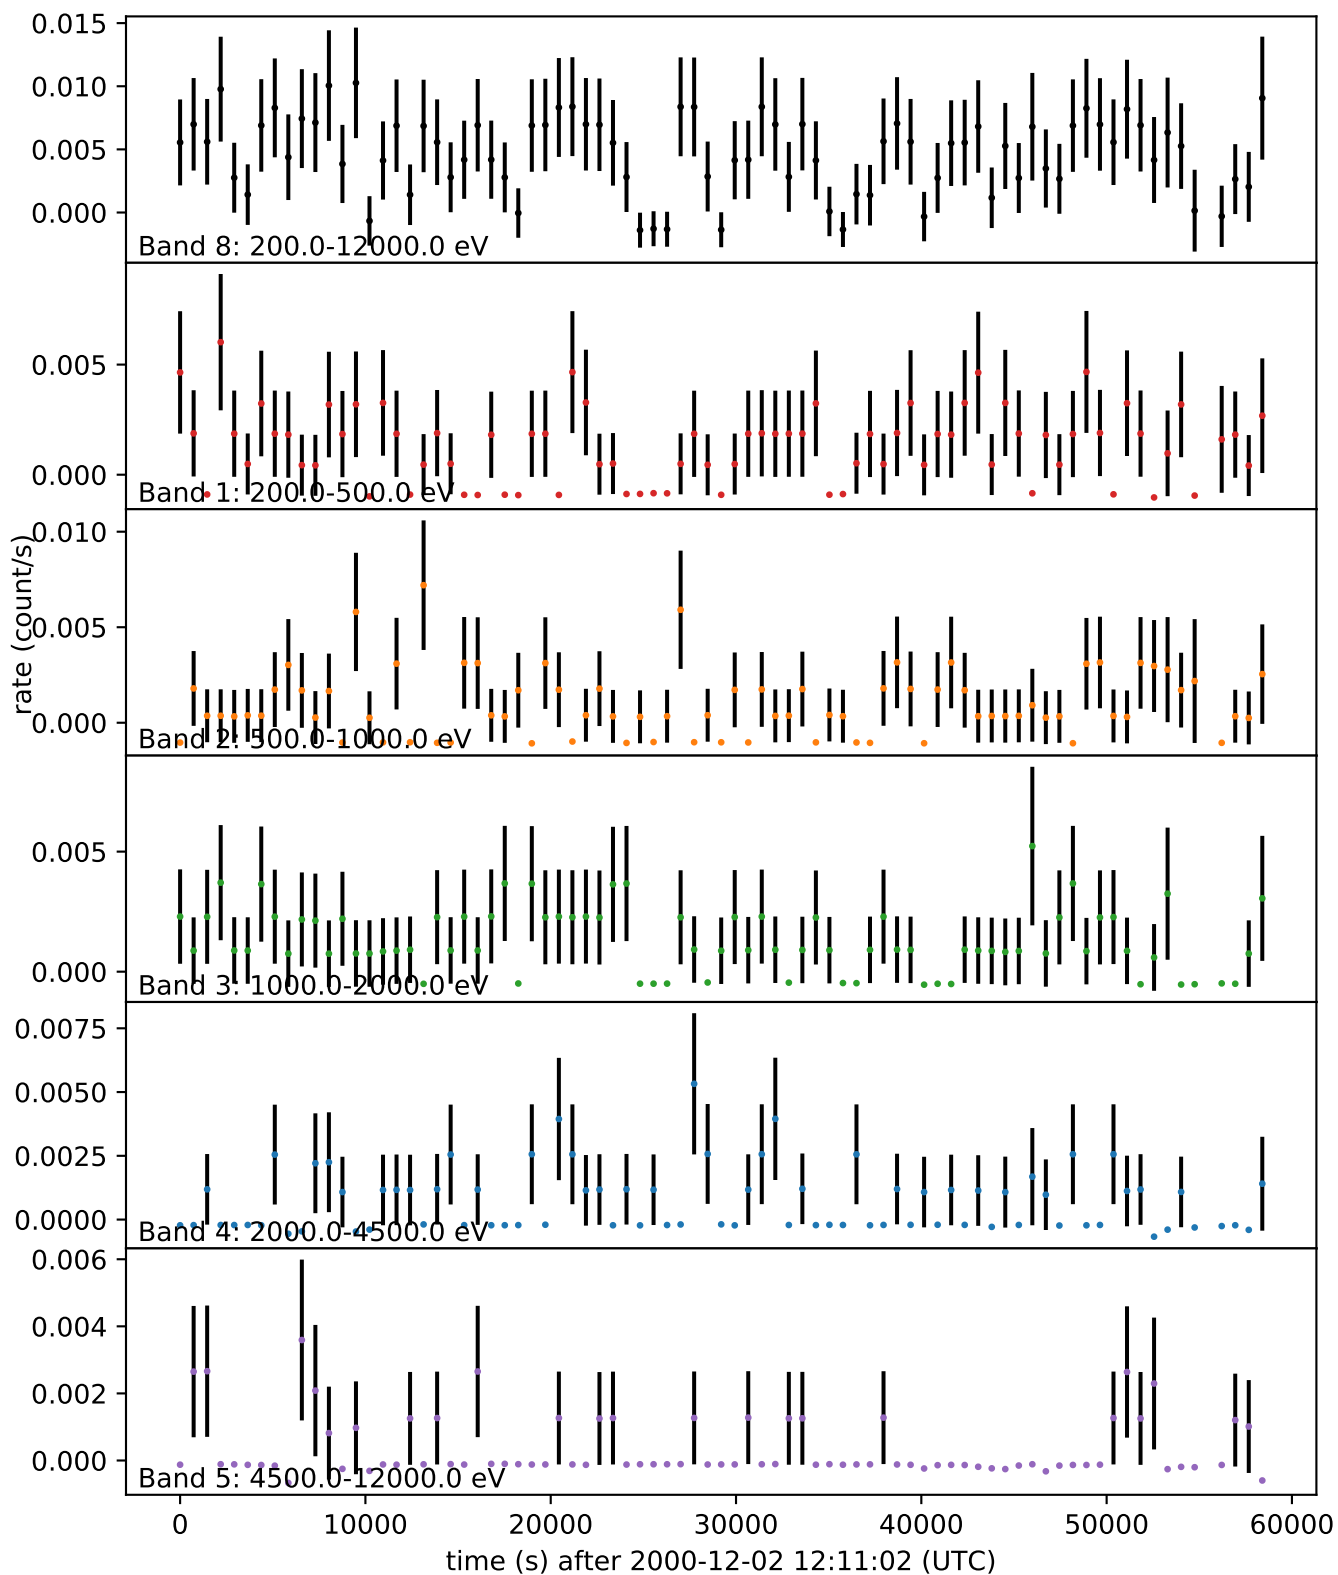 0.015
0.010
0.005
0.000
Band 8: 200.0-12000.0 eV
0.005
0.000
Band 1: 200.0-500.0 eV
rate (count/s)
0.010
0.005
0.000
Band 2: 500.0-1000.0 eV
0.005
0.000
Band 3: 1000.0-2000.0 eV
0.0075
0.0050
0.0025
0.0000
Band 4: 2000.0-4500.0 eV
0.006
0.004
0.002
0.000
Band 5: 4500.0-12000.0 eV
0 10000 20000 30000 40000 50000 60000
time (s) after 2000-12-02 12:11:02 (UTC)